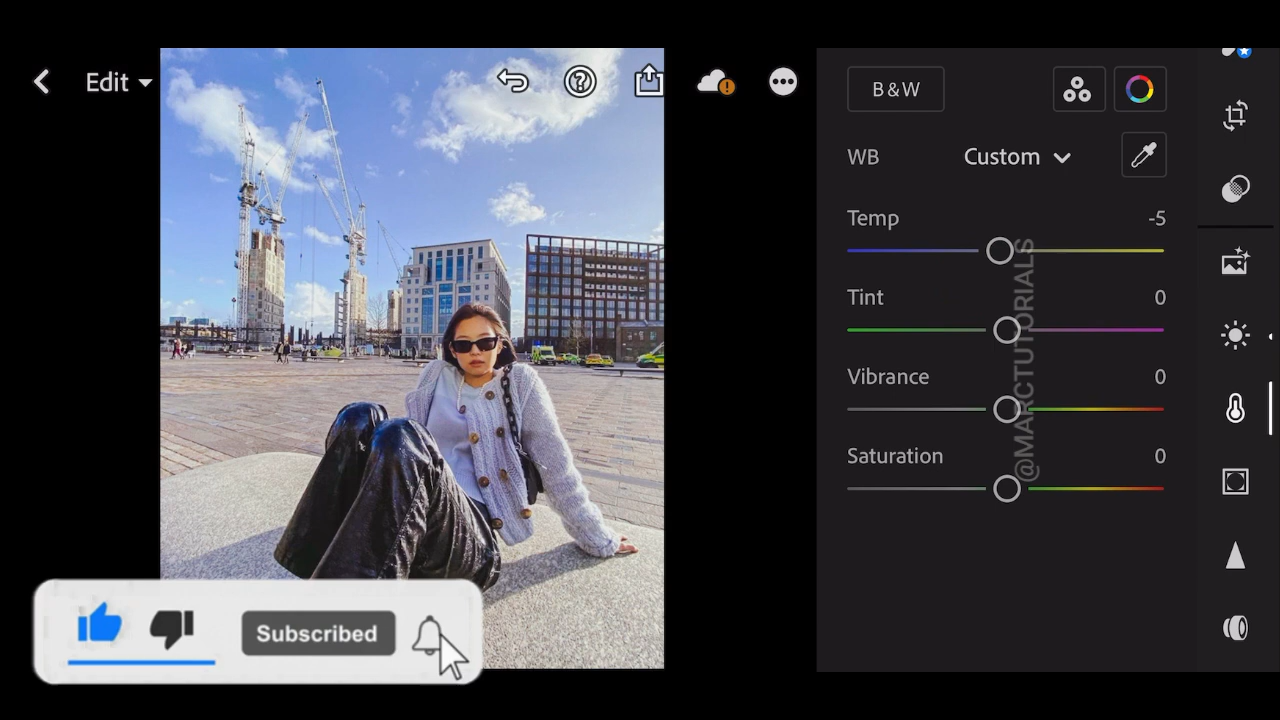 Edit
B&W
WB Custom
Temp -5
Tint 0
Vibrance 0
Saturation 0
@MARCTUTORIALS
Subscribed